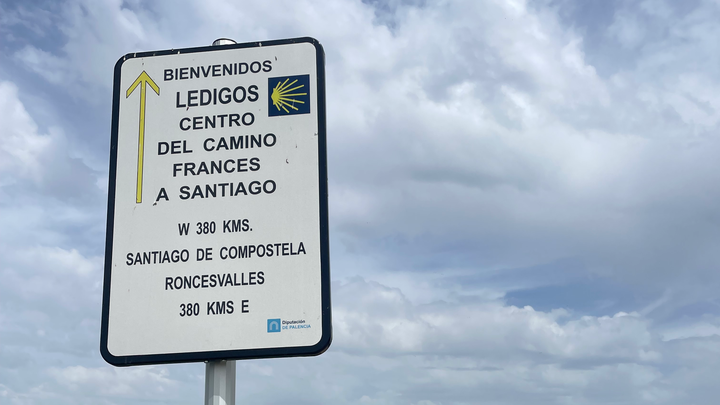 BIENVENIDOS
LEDIGOS
CENTRO
DEL CAMINO
FRANCES
A SANTIAGO
W 380 KMS.
SANTIAGO DE COMPOSTELA
RONCESVALLES
380 KMS E
Diputación
DE PALENCIA